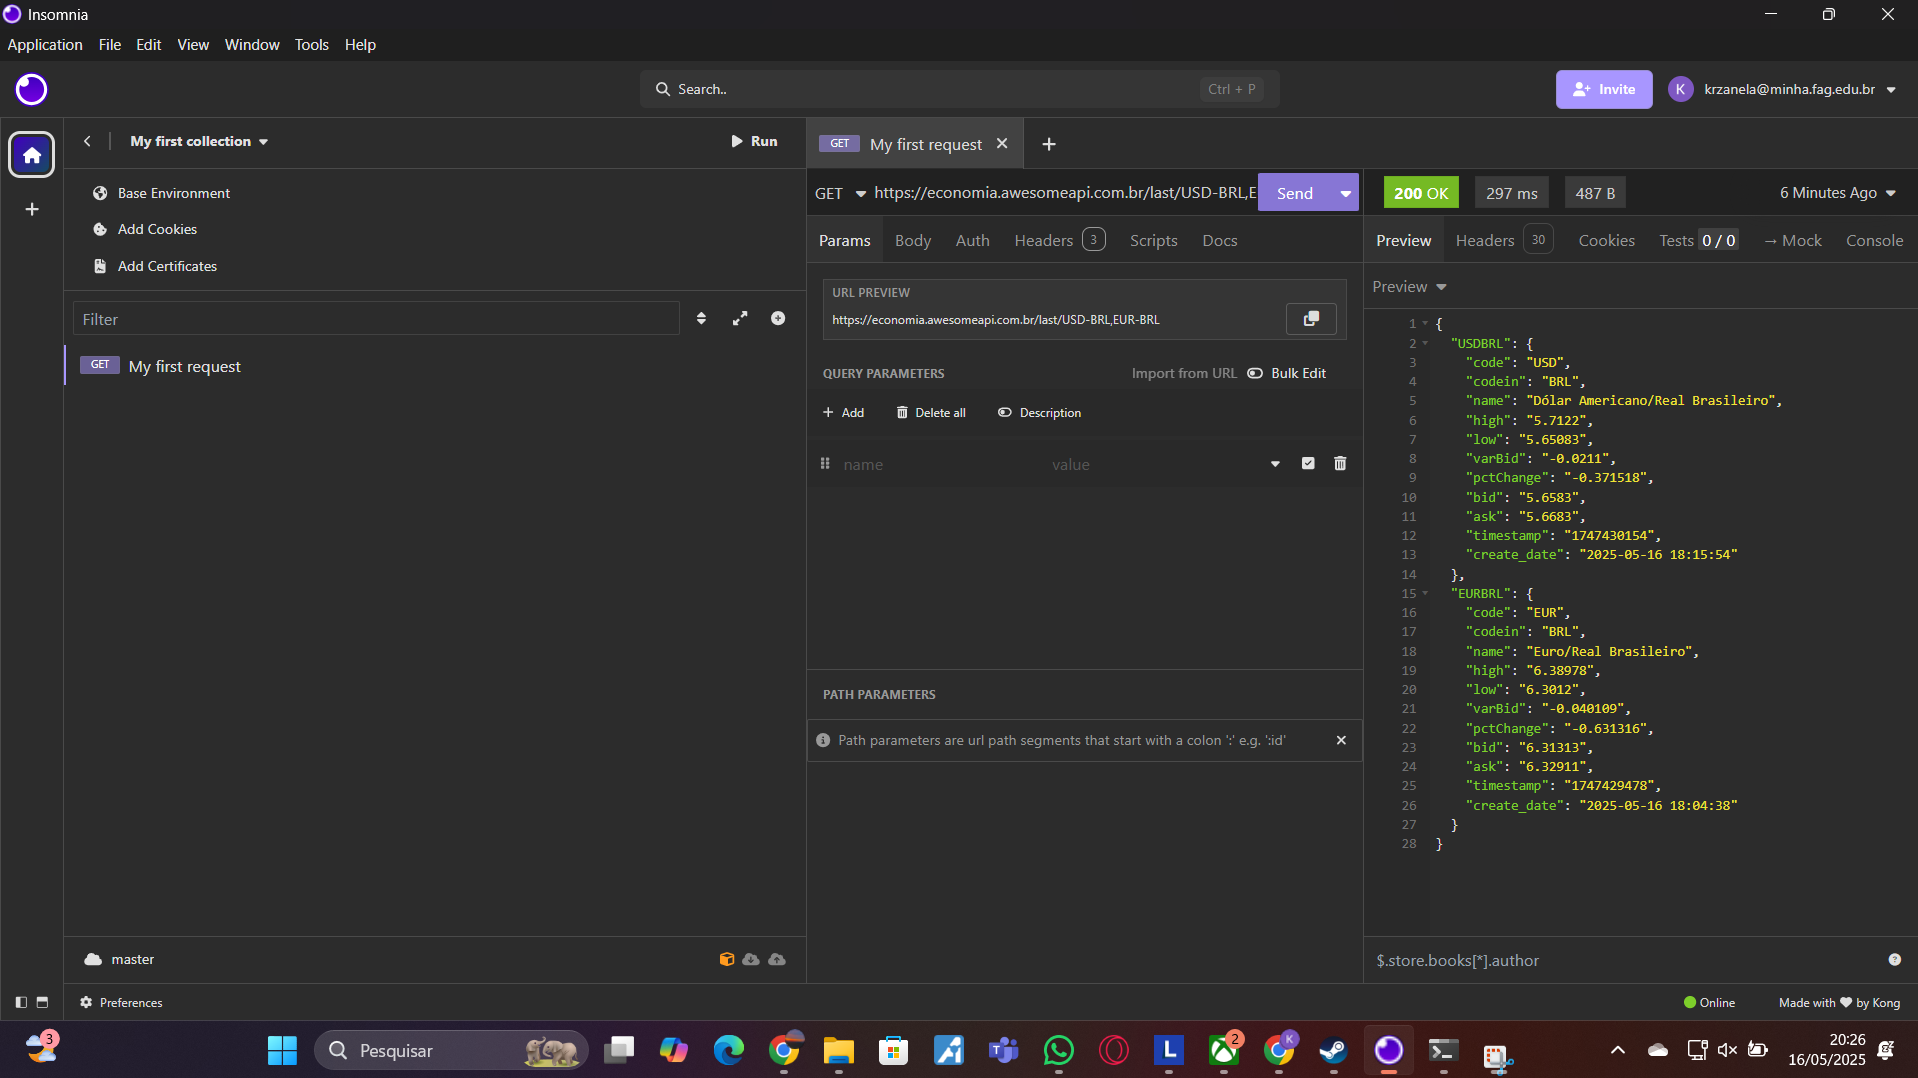 Insomnia
Application File Edit View Window Tools Help
Search..
Ctrl + P
Invite
K
krzanela@minha.fag.edu.br
My first collection
Run
Base Environment
Add Cookies
Add Certificates
Filter
GET My first request
master
Preferences
GET My first request
GET https://economia.awesomeapi.com.br/last/USD-BRL,E
Send
Params Body Auth Headers 3 Scripts Docs
URL PREVIEW
https://economia.awesomeapi.com.br/last/USD-BRL,EUR-BRL
QUERY PARAMETERS
Import from URL Bulk Edit
Add Delete all Description
name value
PATH PARAMETERS
Path parameters are url path segments that start with a colon ':' e.g. ':id'
200 OK 297 ms 487 B 6 Minutes Ago
Preview Headers 30 Cookies Tests 0 / 0 → Mock Console
Preview
1 {
2 "USDBRL": {
3 "code": "USD",
4 "codein": "BRL",
5 "name": "Dólar Americano/Real Brasileiro",
6 "high": "5.7122",
7 "low": "5.65083",
8 "varBid": "-0.0211",
9 "pctChange": "-0.371518",
10 "bid": "5.6583",
11 "ask": "5.6683",
12 "timestamp": "1747430154",
13 "create_date": "2025-05-16 18:15:54"
14 },
15 "EURBRL": {
16 "code": "EUR",
17 "codein": "BRL",
18 "name": "Euro/Real Brasileiro",
19 "high": "6.38978",
20 "low": "6.3012",
21 "varBid": "-0.040109",
22 "pctChange": "-0.631316",
23 "bid": "6.31313",
24 "ask": "6.32911",
25 "timestamp": "1747429478",
26 "create_date": "2025-05-16 18:04:38"
27 }
28 }
$.store.books[*].author
Online
Made with by Kong
3
Pesquisar
L
2
K
20:26
16/05/2025